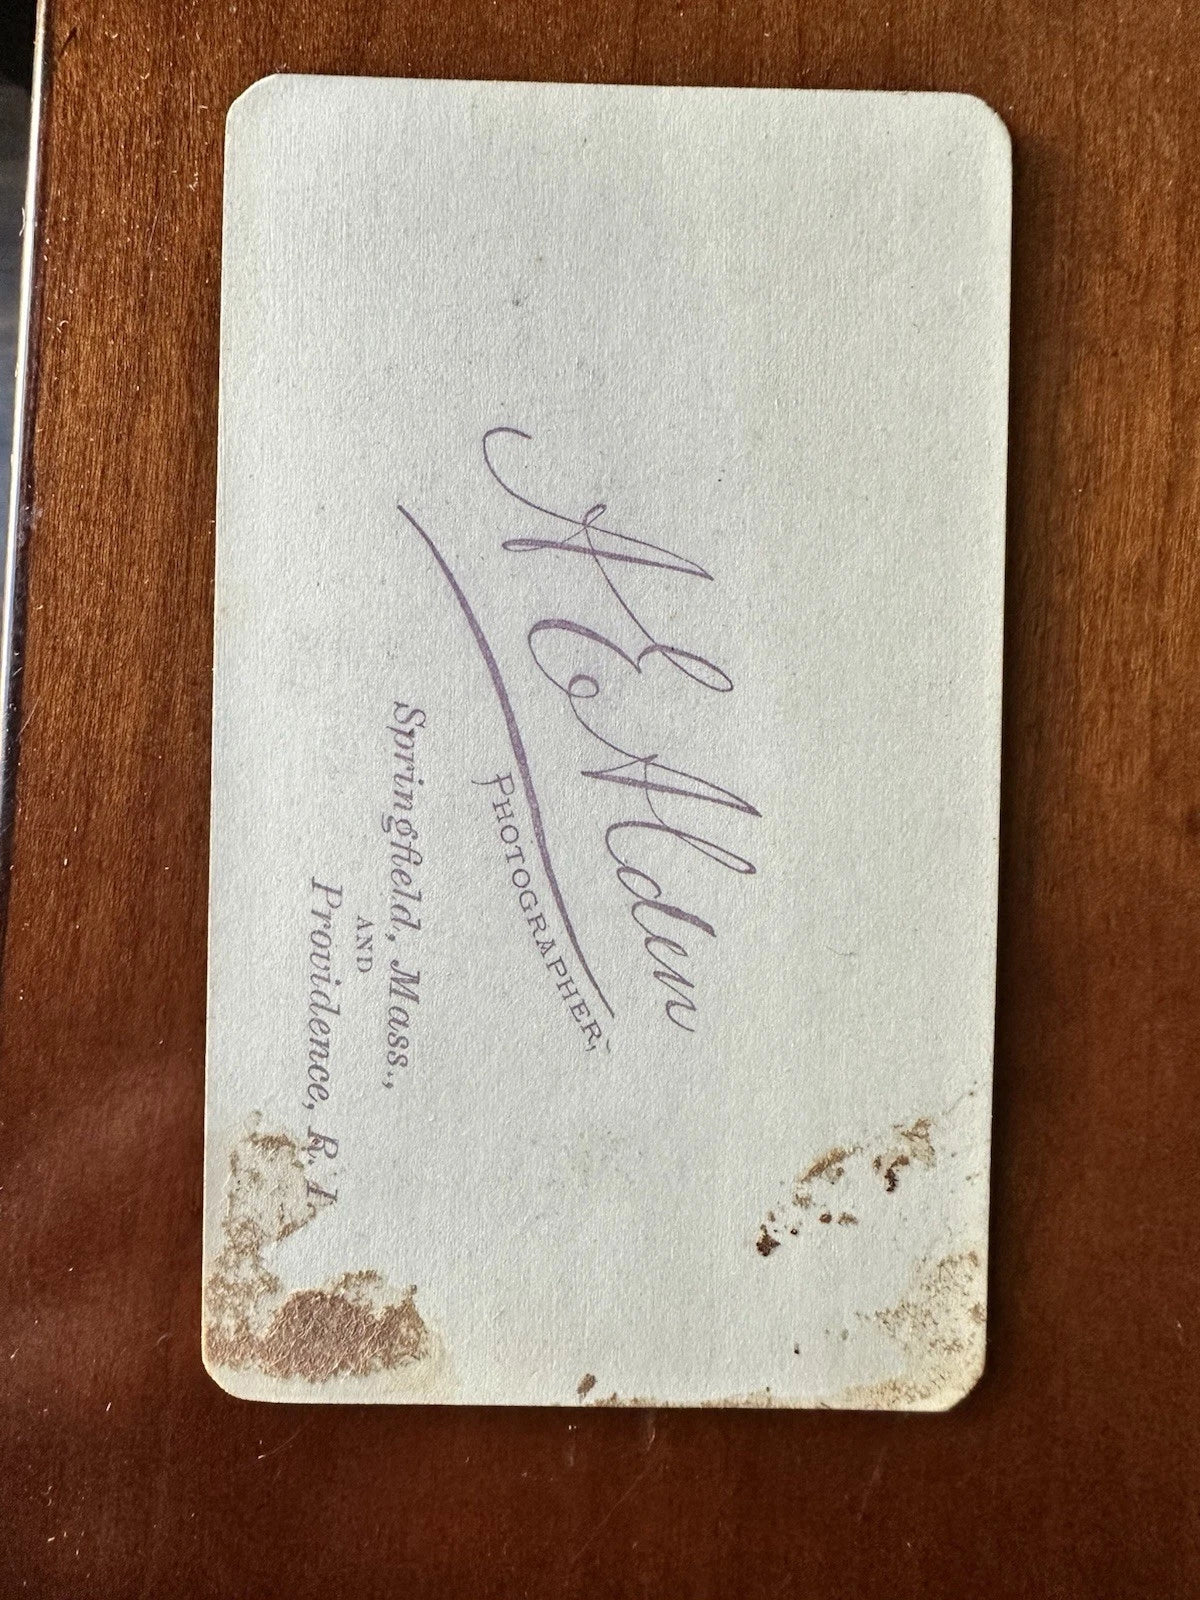 A E Alden
PHOTOGRAPHER,
Springfield, Mass.,
AND
Providence, R. I.